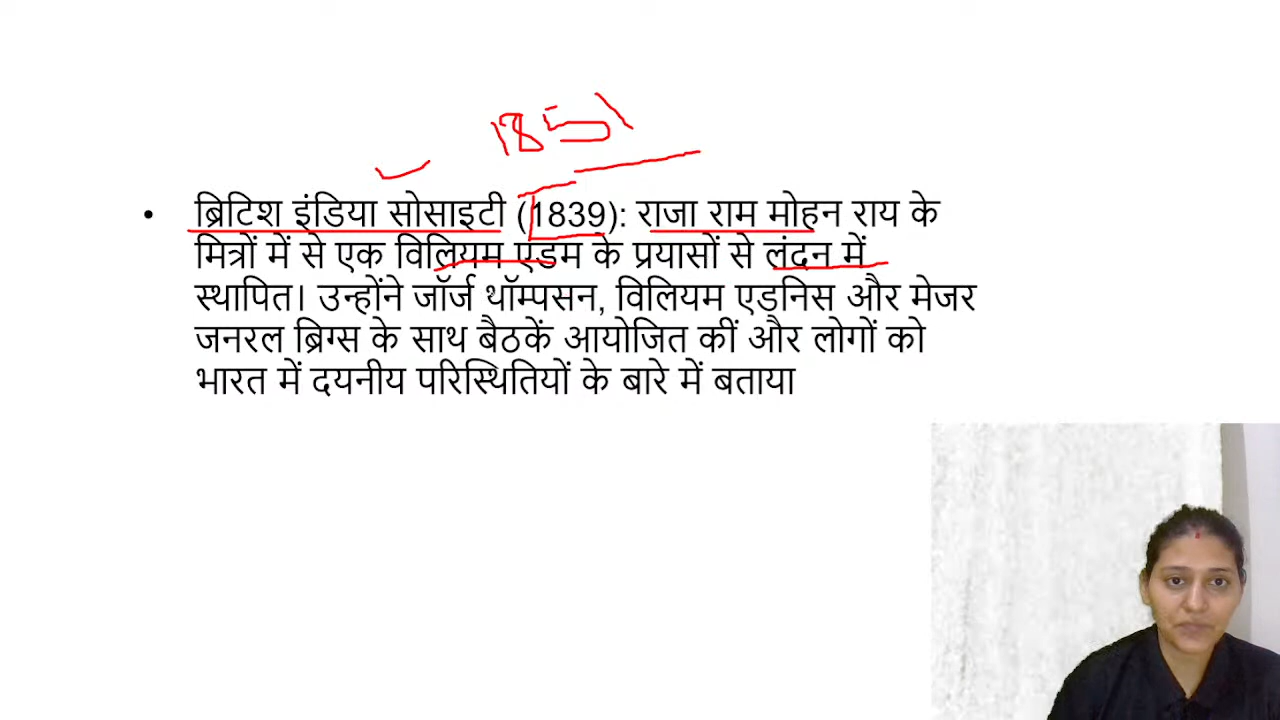 1851
• ब्रिटिश इंडिया सोसाइटी (1839): राजा राम मोहन राय के
मित्रों में से एक विलियम एडम के प्रयासों से लंदन में
स्थापित। उन्होंने जॉर्ज थॉम्पसन, विलियम एडनिस और मेजर
जनरल ब्रिग्स के साथ बैठकें आयोजित कीं और लोगों को
भारत में दयनीय परिस्थितियों के बारे में बताया